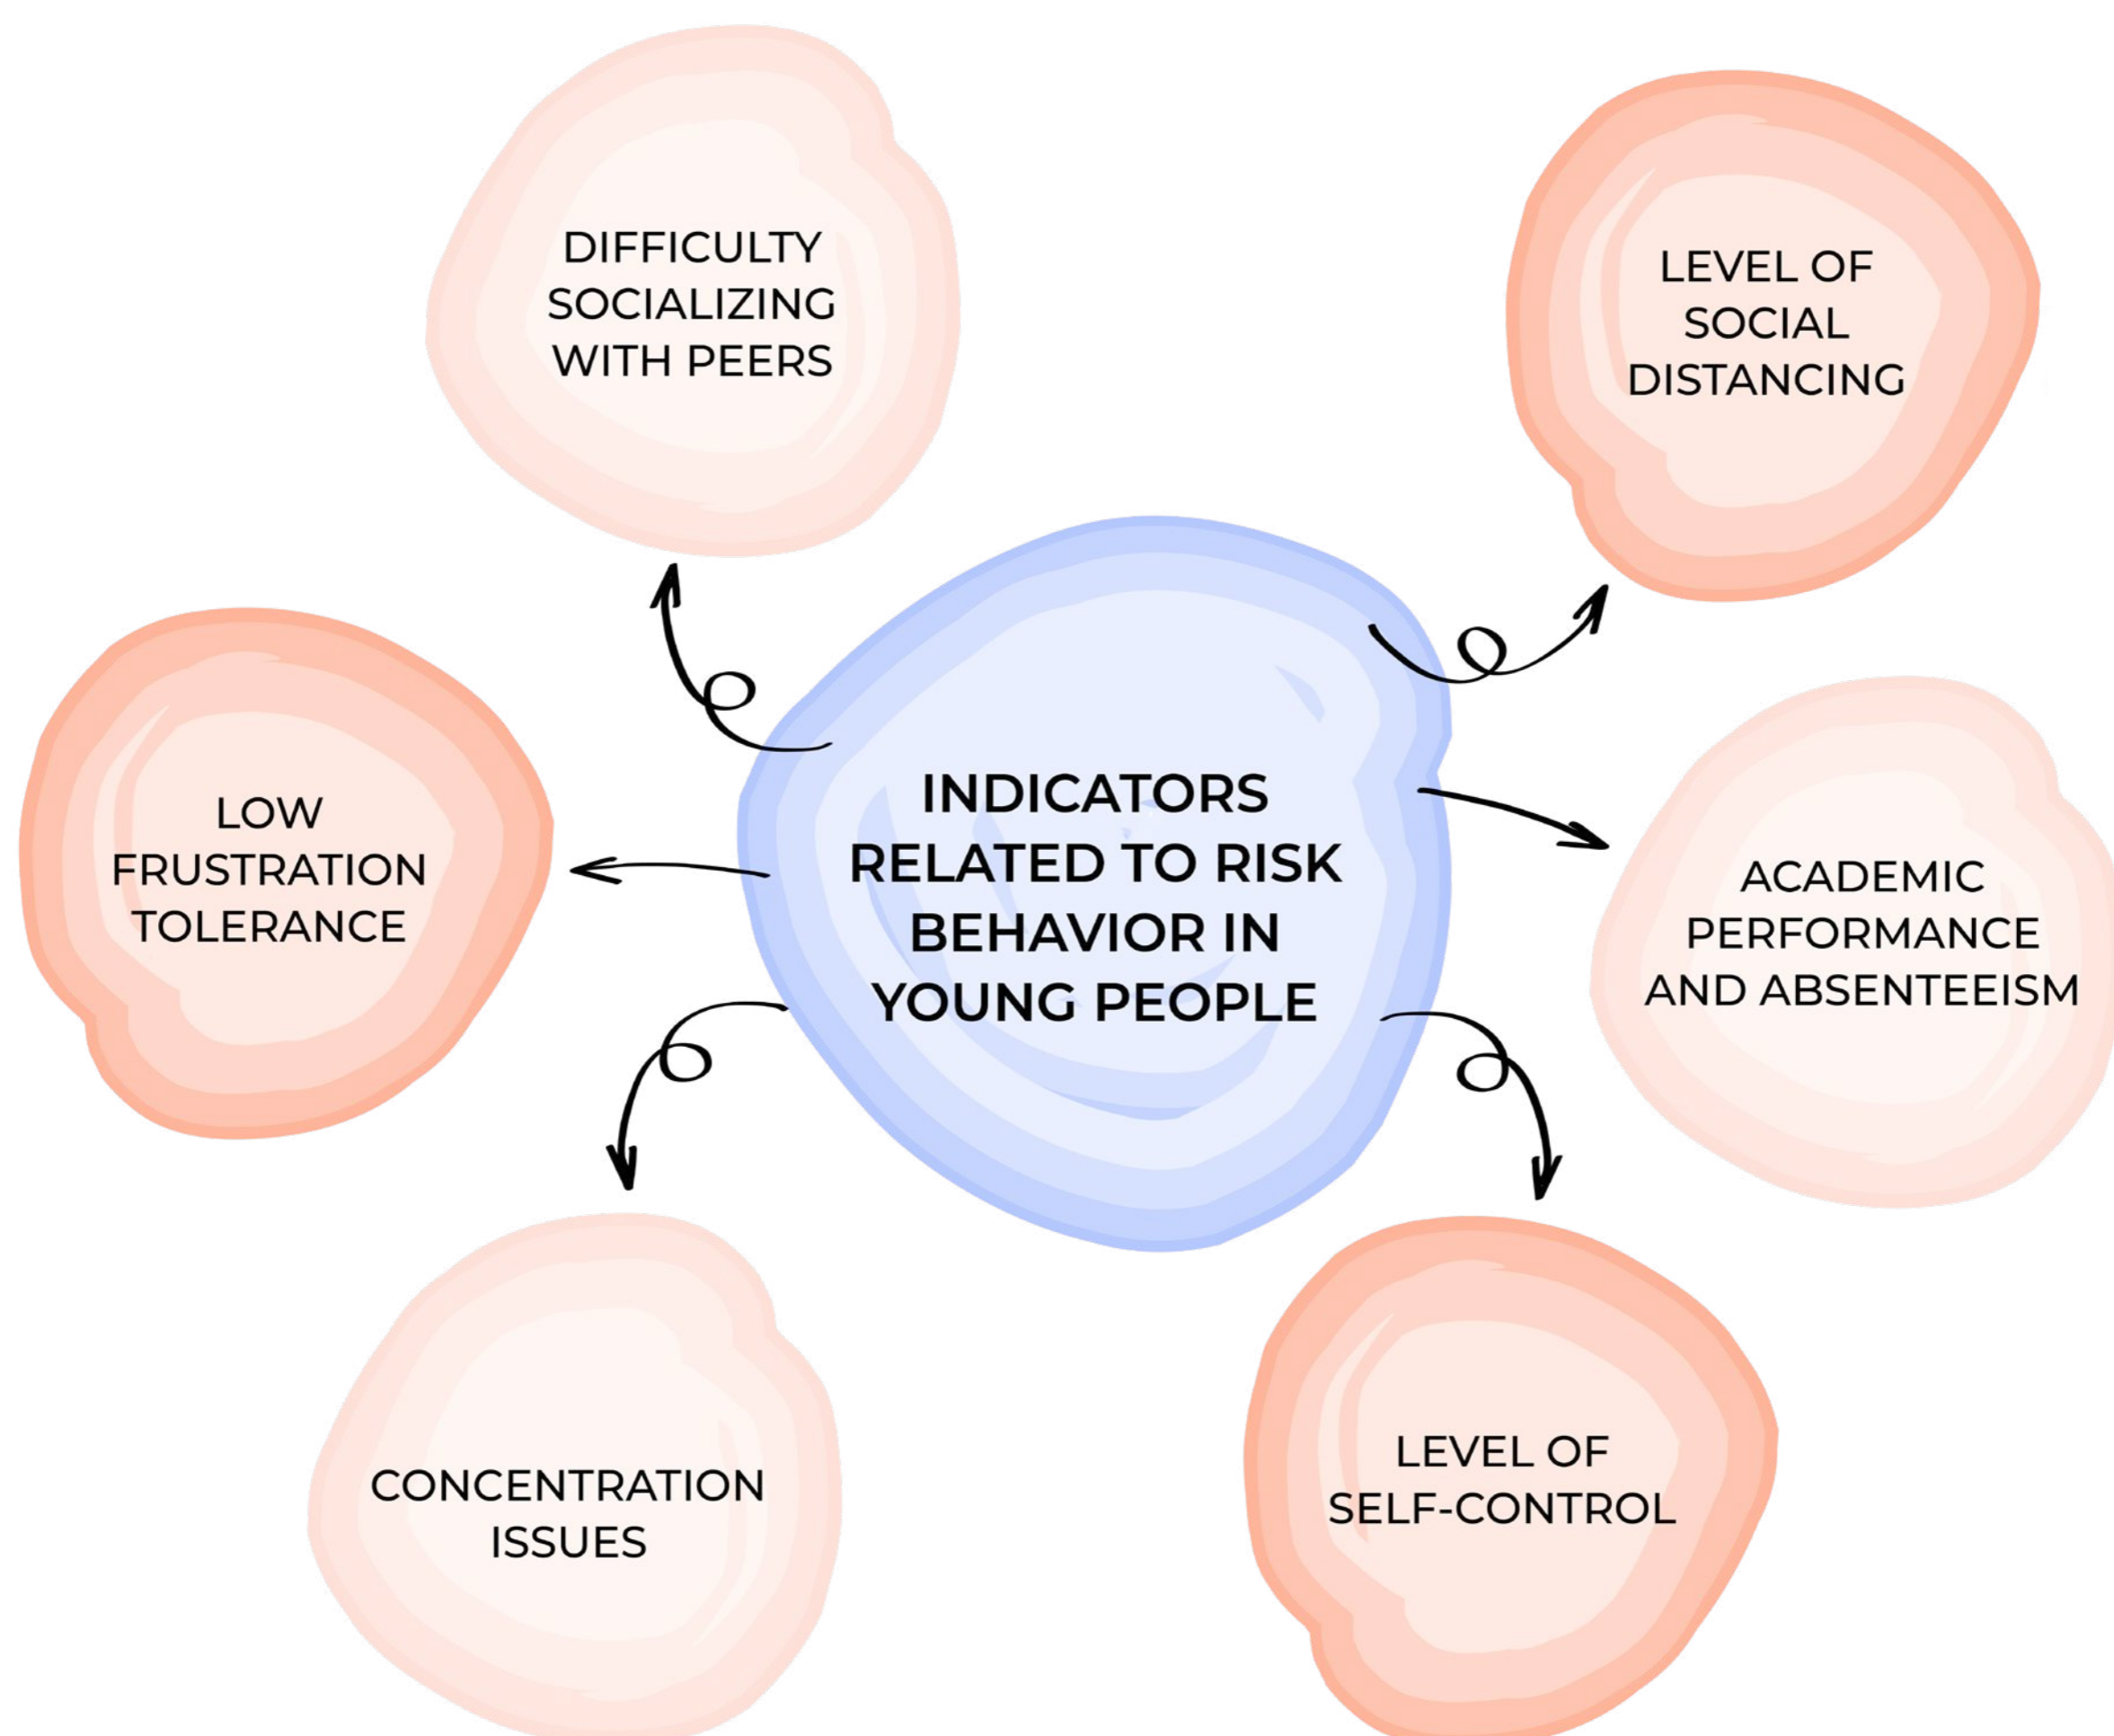 DIFFICULTY
SOCIALIZING
WITH PEERS
LEVEL OF
SOCIAL
DISTANCING
LOW
FRUSTRATION
TOLERANCE
INDICATORS
RELATED TO RISK
BEHAVIOR IN
YOUNG PEOPLE
ACADEMIC
PERFORMANCE
AND ABSENTEEISM
CONCENTRATION
ISSUES
LEVEL OF
SELF-CONTROL